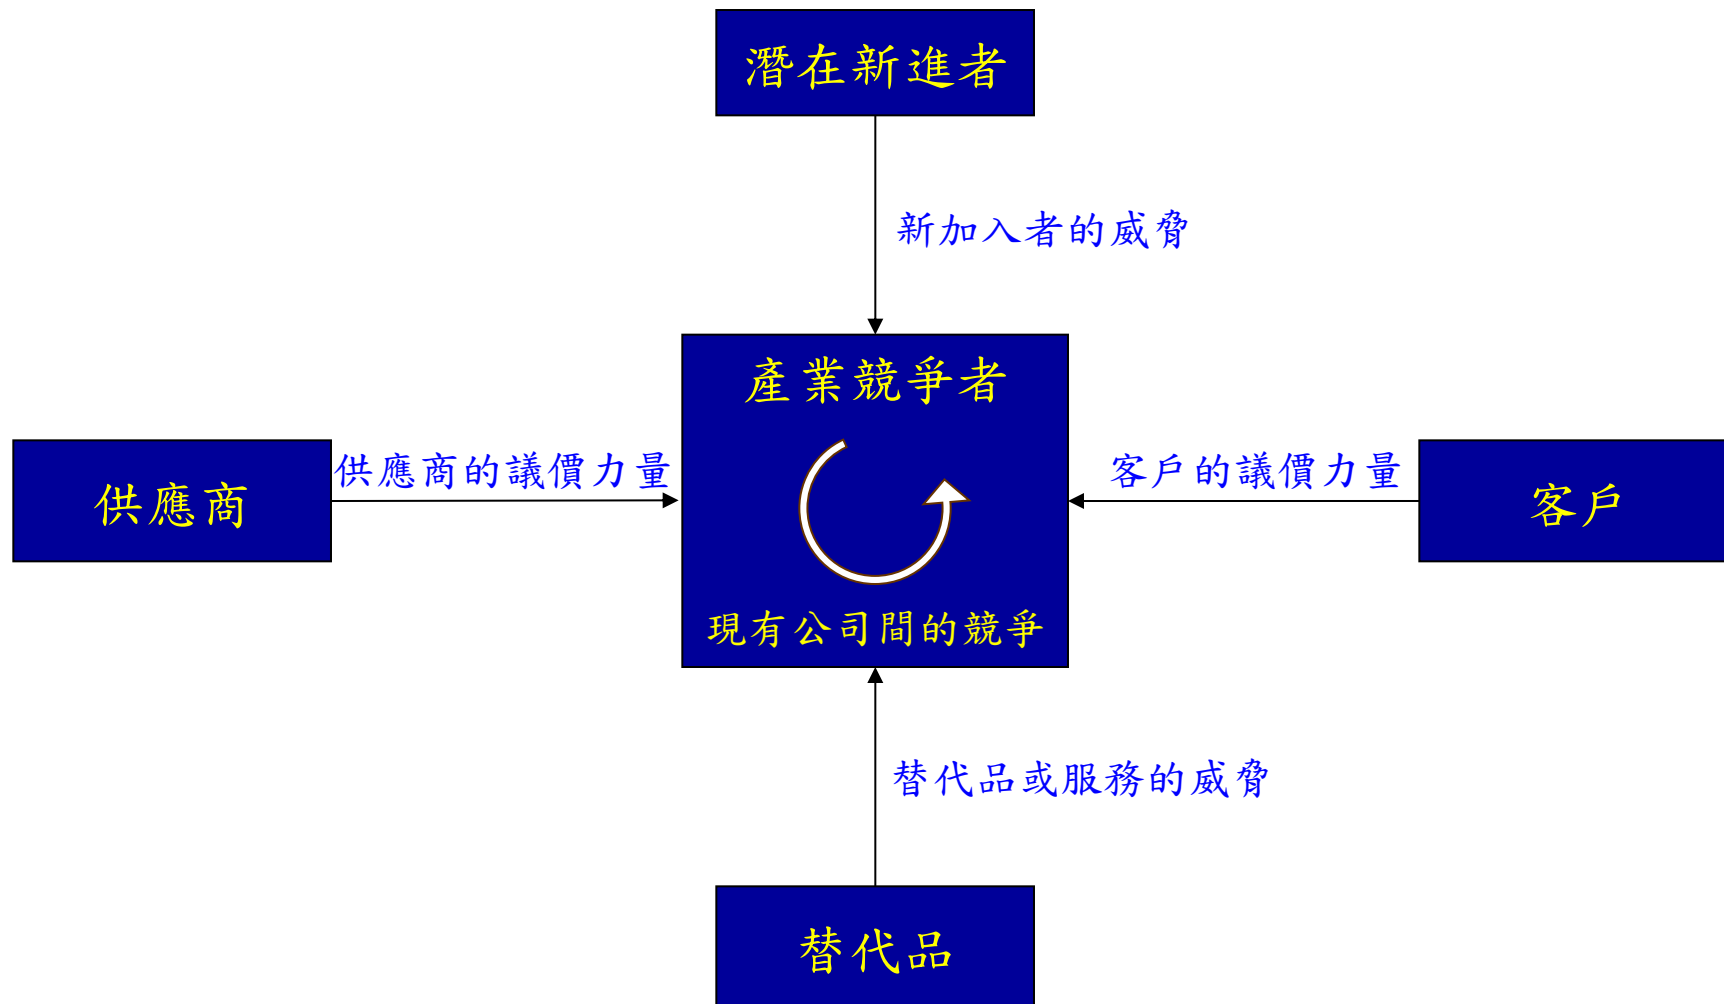 潛在新進者
新加入者的威脅
產業競爭者
供應商的議價力量
客戶的議價力量
供應商
客戶
現有公司間的競爭
替代品或服務的威脅
替代品